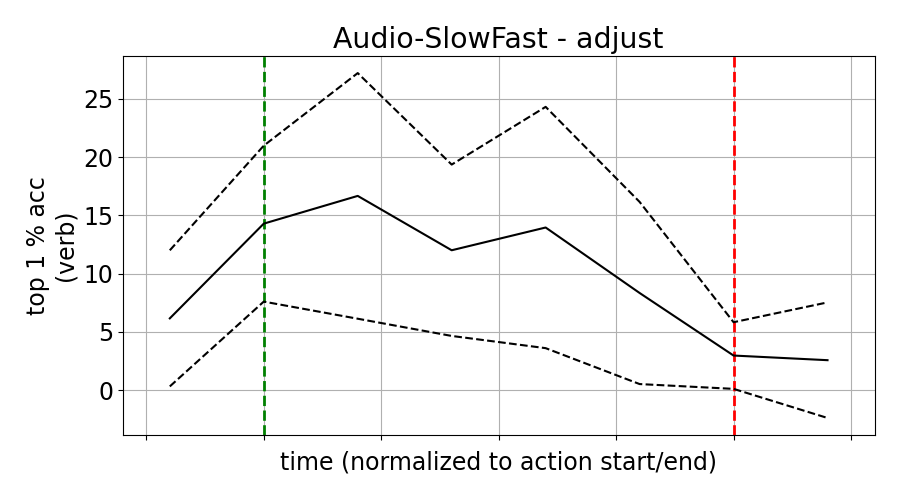 Audio-SlowFast - adjust
25
20
15
10
5
0
top 1 % acc
(verb)
time (normalized to action start/end)